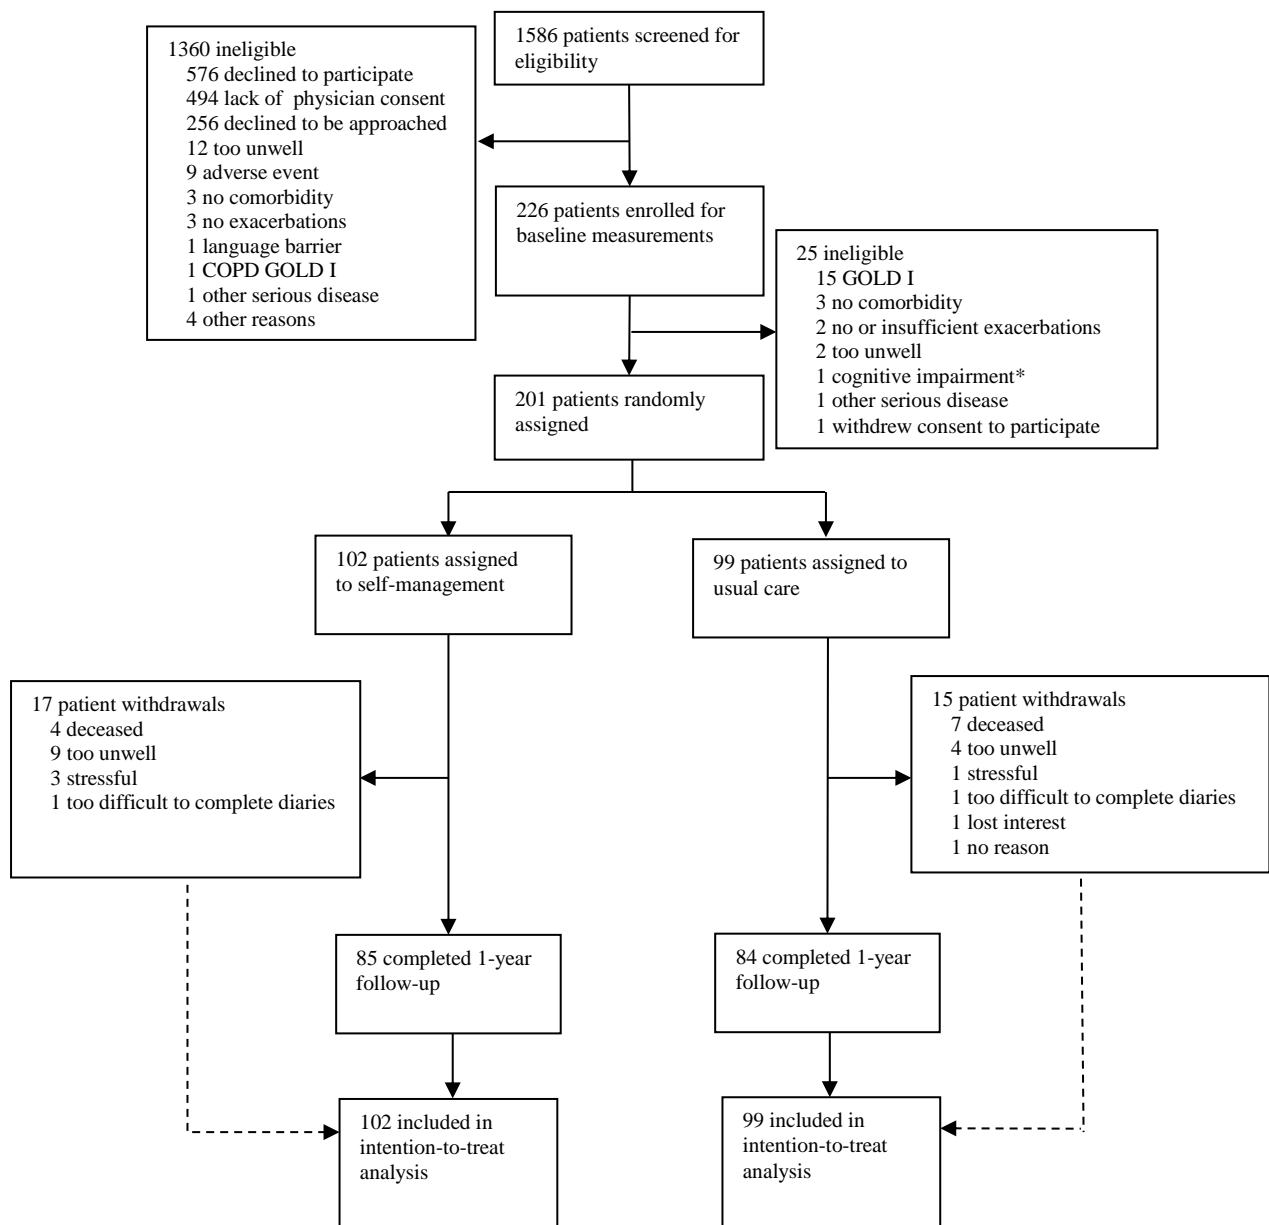 1586 patients screened for
eligibility
1360 ineligible
576 declined to participate
494 lack of physician consent
256 declined to be approached
12 too unwell
9 adverse event
3 no comorbidity
3 no exacerbations
1 language barrier
1 COPD GOLD I
1 other serious disease
4 other reasons
226 patients enrolled for
baseline measurements
25 ineligible
15 GOLD I
3 no comorbidity
2 no or insufficient exacerbations
2 too unwell
1 cognitive impairment*
1 other serious disease
1 withdrew consent to participate
201 patients randomly
assigned
102 patients assigned
to self-management
99 patients assigned to
usual care
17 patient withdrawals
4 deceased
9 too unwell
3 stressful
1 too difficult to complete diaries
15 patient withdrawals
7 deceased
4 too unwell
1 stressful
1 too difficult to complete diaries
1 lost interest
1 no reason
85 completed 1-year
follow-up
84 completed 1-year
follow-up
102 included in
intention-to-treat
analysis
99 included in
intention-to-treat
analysis